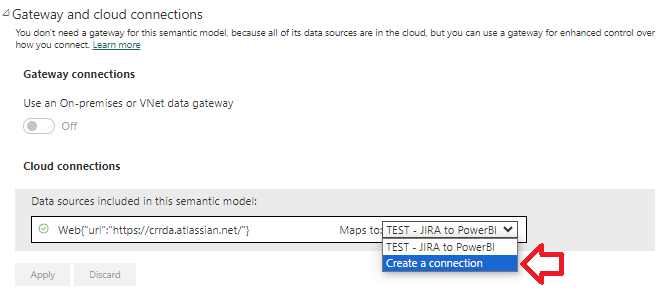 Gateway and cloud connections
You don't need a gateway for this semantic model, because all of its data sources are in the cloud, but you can use a gateway for enhanced control over
how you connect. Learn more
Gateway connections
Use an On-premises or VNet data gateway
Off
Cloud connections
Data sources included in this semantic model:
Web{"url":"https://crrda.atlassian.net/"} Maps to: TEST - JIRA to PowerBI
TEST - JIRA to PowerBI
Create a connection
Apply Discard